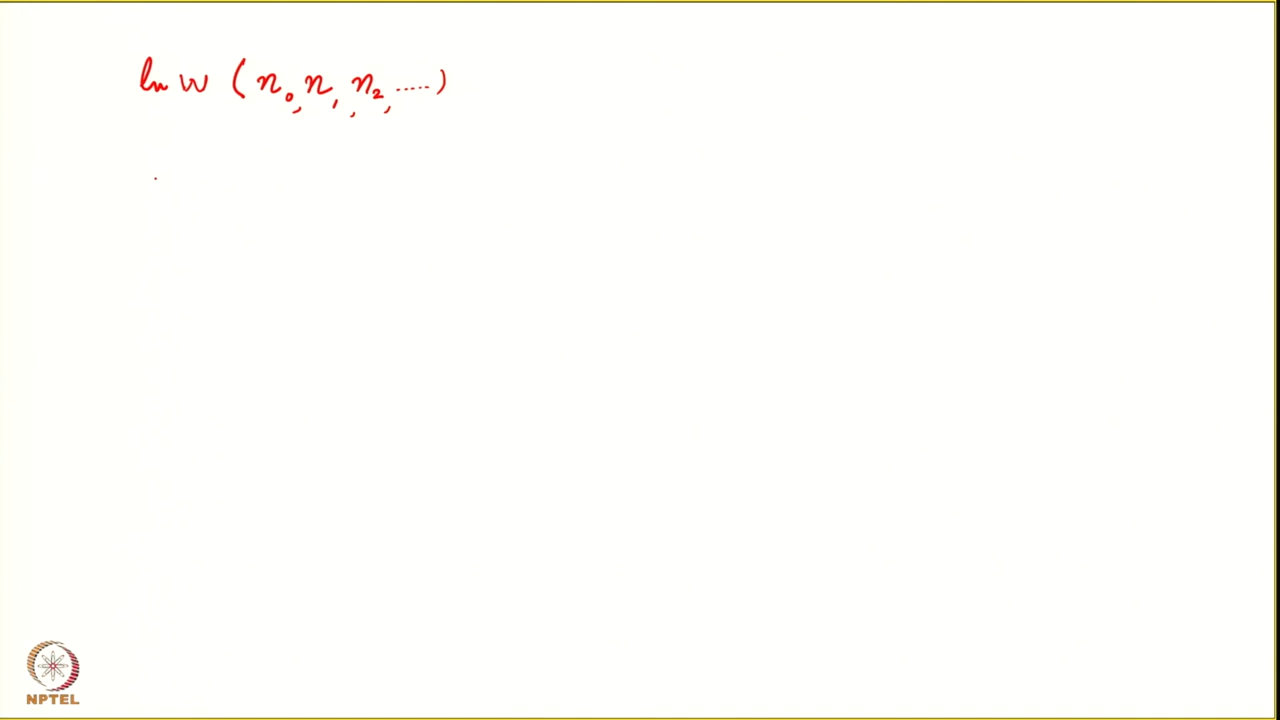 ln W (n₀, n₁, n₂, .....)
NPTEL